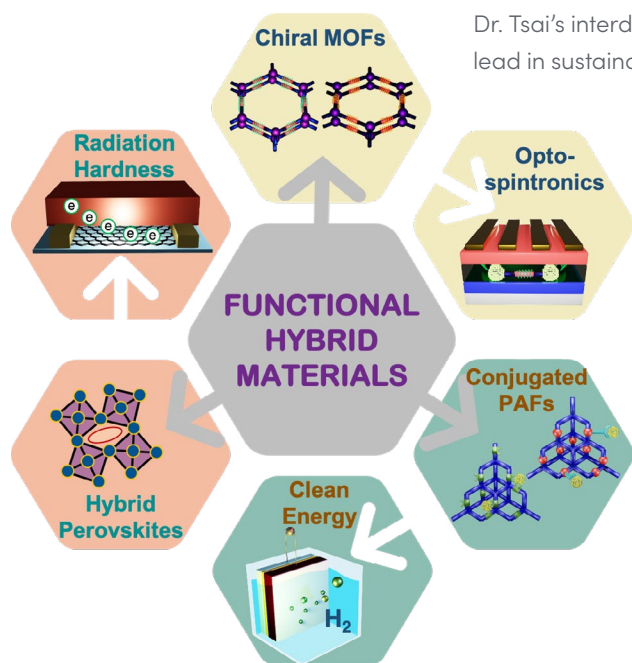 Dr. Tsai's interd
lead in sustaina
Chiral MOFs
Radiation
Hardness
e
e
e
e
e
Opto-
spintronics
FUNCTIONAL
HYBRID
MATERIALS
Conjugated
PAFs
Hybrid
Perovskites
Clean
Energy
H2